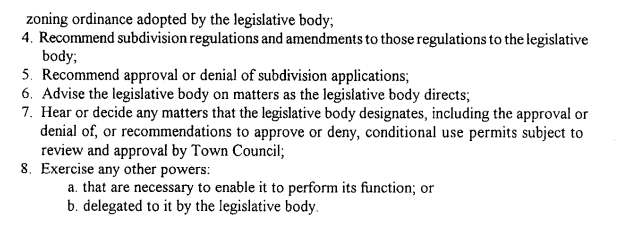 zoning ordinance adopted by the legislative body;
4. Recommend subdivision regulations and amendments to those regulations to the legislative
body;
5. Recommend approval or denial of subdivision applications;
6. Advise the legislative body on matters as the legislative body directs;
7. Hear or decide any matters that the legislative body designates, including the approval or
denial of, or recommendations to approve or deny, conditional use permits subject to
review and approval by Town Council;
8. Exercise any other powers:
a. that are necessary to enable it to perform its function; or
b. delegated to it by the legislative body.